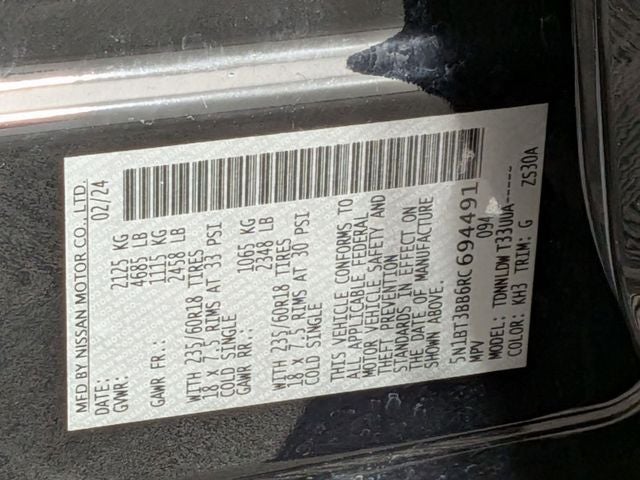 MFD BY NISSAN MOTOR CO., LTD.
DATE: 02/24
GVWR: 2125 KG
4685 LB
GAWR FR.: 1115 KG
2458 LB
WITH 235/60R18 TIRES
18 X 7.5 RIMS AT 33 PSI
COLD SINGLE
GAWR RR.: 1065 KG
2348 LB
WITH 235/60R18 TIRES
18 X 7.5 RIMS AT 30 PSI
COLD SINGLE
THIS VEHICLE CONFORMS TO
ALL APPLICABLE FEDERAL
MOTOR VEHICLE SAFETY AND
THEFT PREVENTION
STANDARDS IN EFFECT ON
THE DATE OF MANUFACTURE
SHOWN ABOVE.
5N1BT3BB6RC694491
MPV 094
MODEL: TDWNLDW T33UUA-----
COLOR: KH3 TRIM: G ZS30A